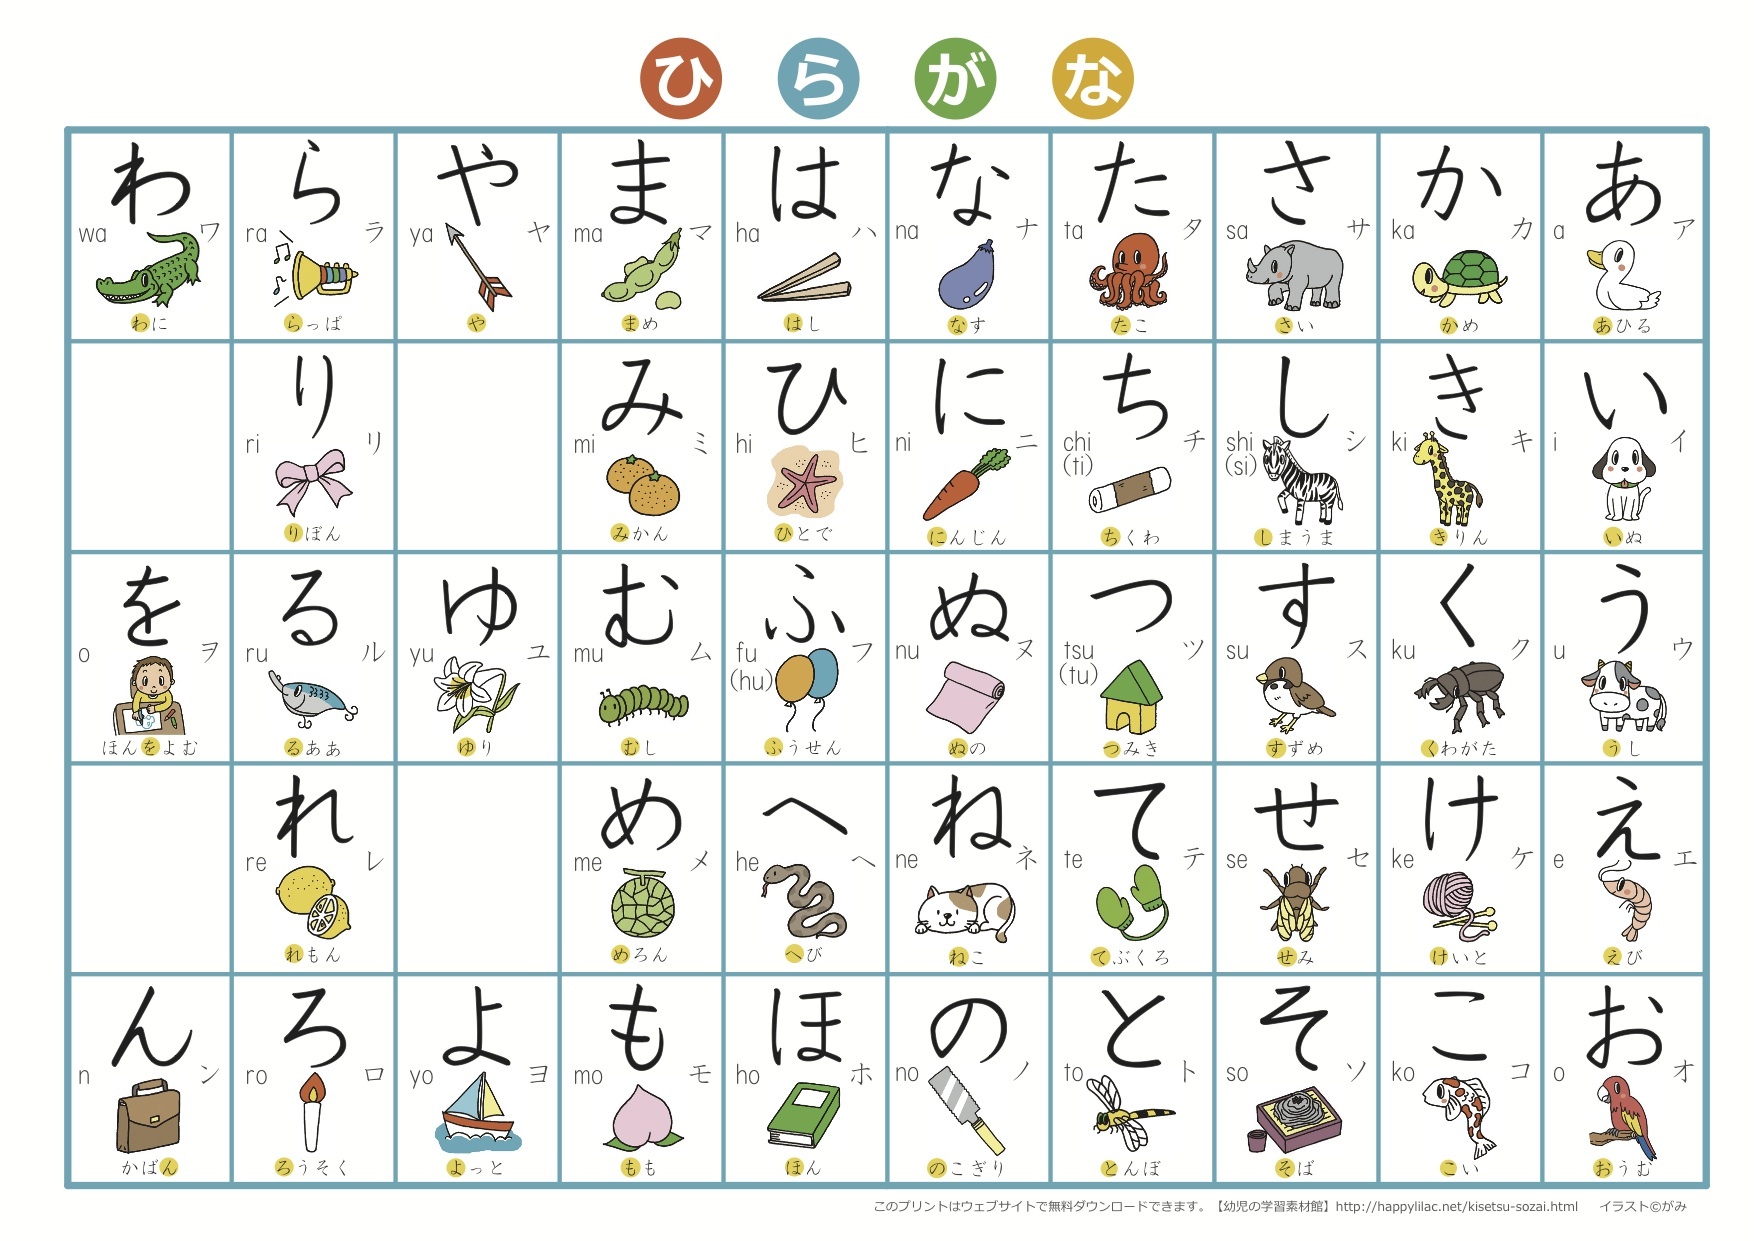 ひらがな
あ
a ア
あひる
い
i イ
いぬ
う
u ウ
うし
え
e エ
えび
お
o オ
おうむ
か
ka カ
かめ
き
ki キ
きりん
く
ku ク
くわがた
け
ke ケ
けいと
こ
ko コ
こい
さ
sa サ
さい
し
shi シ
(si)
しまうま
す
su ス
すずめ
せ
se セ
せみ
そ
so ソ
そば
た
ta タ
たこ
ち
chi チ
(ti)
ちくわ
つ
tsu ツ
(tu)
つみき
て
te テ
てぶくろ
と
to ト
とんぼ
な
na ナ
なす
に
ni ニ
にんじん
ぬ
nu ヌ
ぬの
ね
ne ネ
ねこ
の
no ノ
のこぎり
は
ha ハ
はし
ひ
hi ヒ
ひとで
ふ
fu フ
(hu)
ふうせん
へ
he ヘ
へび
ほ
ho ホ
ほん
ま
ma マ
まめ
み
mi ミ
みかん
む
mu ム
むし
め
me メ
めろん
も
mo モ
もも
や
ya ヤ
や
ゆ
yu ユ
ゆり
よ
yo ヨ
よっと
ら
ra ラ
らっぱ
り
ri リ
りぼん
る
ru ル
るああ
れ
re レ
れもん
ろ
ro ロ
ろうそく
わ
wa ワ
わに
を
o ヲ
ほんをよむ
ん
n ン
かばん
このプリントはウェブサイトで無料ダウンロードできます。【幼児の学習素材館】http://happylilac.net/kisetsu-sozai.html イラスト©がみ